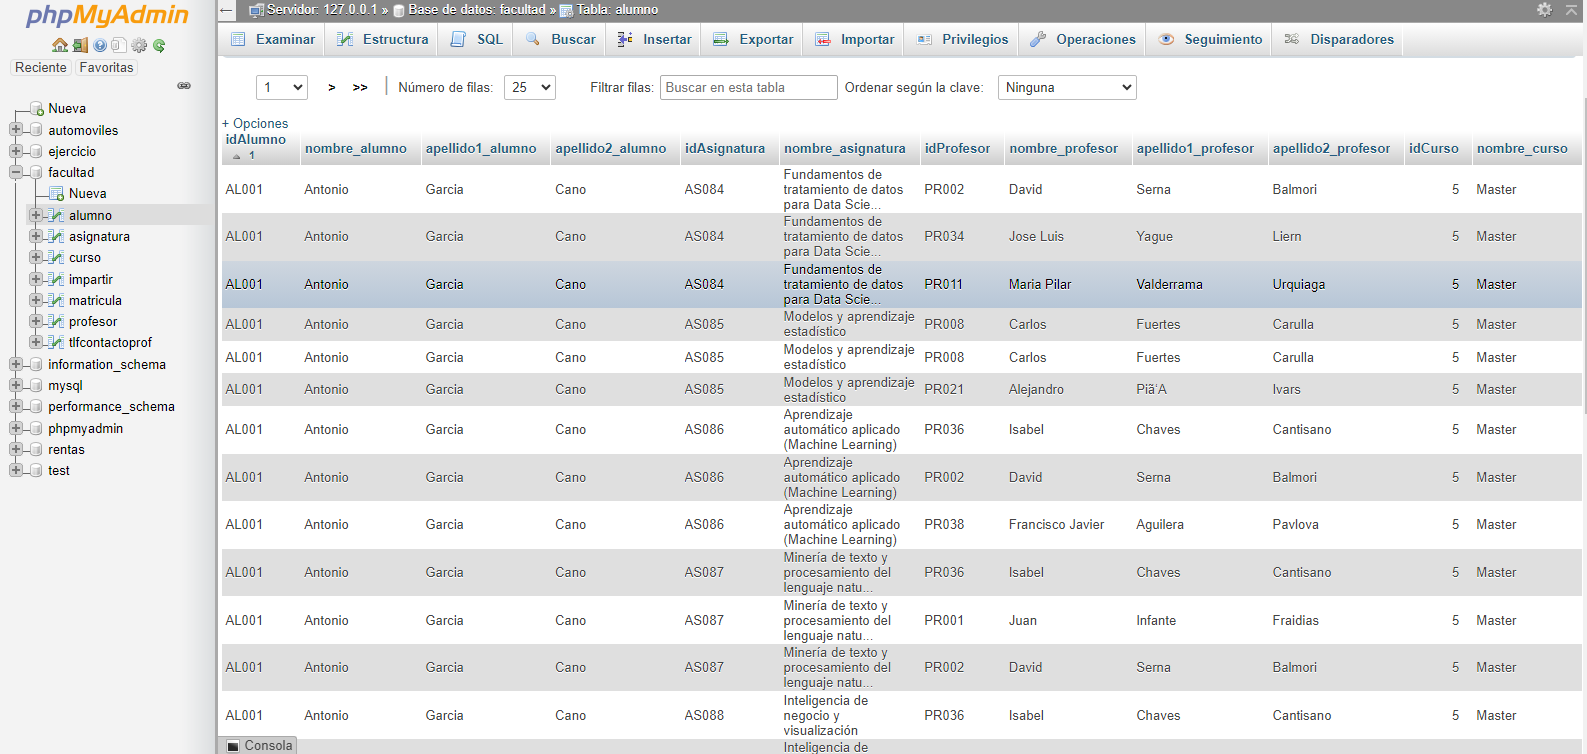 phpMyAdmin
Reciente Favoritas
Nueva
automoviles
ejercicio
facultad
Nueva
alumno
asignatura
curso
impartir
matricula
profesor
tlfcontactoprof
information_schema
mysql
performance_schema
phpmyadmin
rentas
test
← Servidor: 127.0.0.1 » Base de datos: facultad » Tabla: alumno
Examinar Estructura SQL Buscar Insertar Exportar Importar Privilegios Operaciones Seguimiento Disparadores
1 > >> Número de filas: 25 Filtrar filas: Buscar en esta tabla Ordenar según la clave: Ninguna
+ Opciones
idAlumno 1 nombre_alumno apellido1_alumno apellido2_alumno idAsignatura nombre_asignatura idProfesor nombre_profesor apellido1_profesor apellido2_profesor idCurso nombre_curso
AL001 Antonio Garcia Cano AS084 Fundamentos de tratamiento de datos para Data Scie... PR002 David Serna Balmori 5 Master
AL001 Antonio Garcia Cano AS084 Fundamentos de tratamiento de datos para Data Scie... PR034 Jose Luis Yague Liern 5 Master
AL001 Antonio Garcia Cano AS084 Fundamentos de tratamiento de datos para Data Scie... PR011 Maria Pilar Valderrama Urquiaga 5 Master
AL001 Antonio Garcia Cano AS085 Modelos y aprendizaje estadístico PR008 Carlos Fuertes Carulla 5 Master
AL001 Antonio Garcia Cano AS085 Modelos y aprendizaje estadístico PR008 Carlos Fuertes Carulla 5 Master
AL001 Antonio Garcia Cano AS085 Modelos y aprendizaje estadístico PR021 Alejandro Piã'A Ivars 5 Master
AL001 Antonio Garcia Cano AS086 Aprendizaje automático aplicado (Machine Learning) PR036 Isabel Chaves Cantisano 5 Master
AL001 Antonio Garcia Cano AS086 Aprendizaje automático aplicado (Machine Learning) PR002 David Serna Balmori 5 Master
AL001 Antonio Garcia Cano AS086 Aprendizaje automático aplicado (Machine Learning) PR038 Francisco Javier Aguilera Pavlova 5 Master
AL001 Antonio Garcia Cano AS087 Minería de texto y procesamiento del lenguaje natu... PR036 Isabel Chaves Cantisano 5 Master
AL001 Antonio Garcia Cano AS087 Minería de texto y procesamiento del lenguaje natu... PR001 Juan Infante Fraidias 5 Master
AL001 Antonio Garcia Cano AS087 Minería de texto y procesamiento del lenguaje natu... PR002 David Serna Balmori 5 Master
AL001 Antonio Garcia Cano AS088 Inteligencia de negocio y visualización PR036 Isabel Chaves Cantisano 5 Master
Inteligencia de
Consola